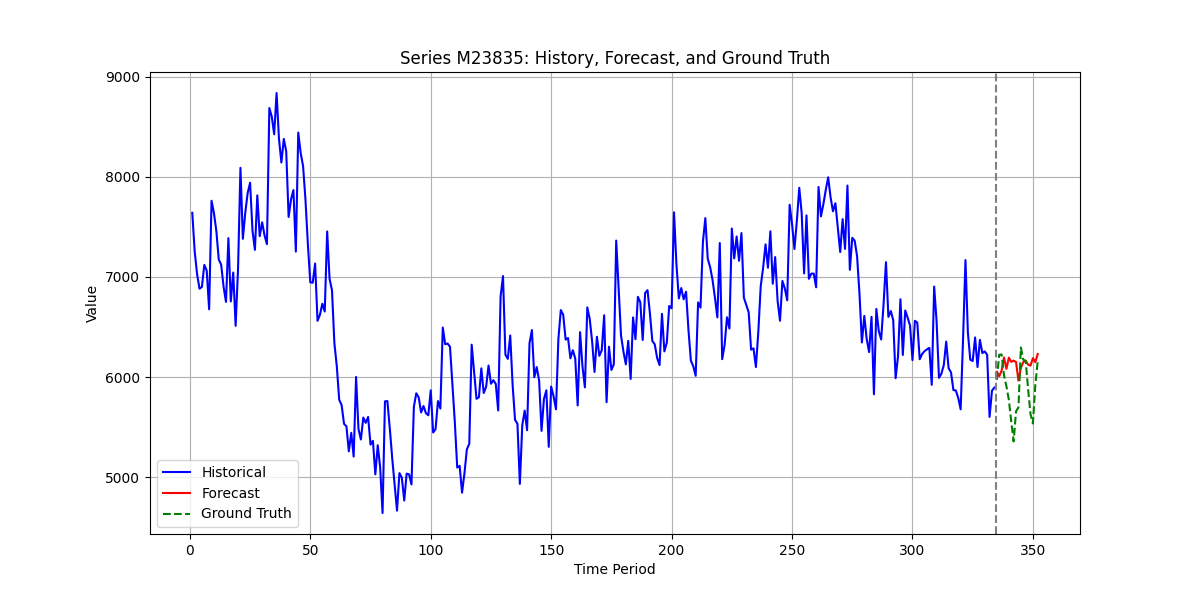 Series M23835: History, Forecast, and Ground Truth
9000
8000
7000
6000
5000
Value
Historical
Forecast
Ground Truth
0 50 100 150 200 250 300 350
Time Period